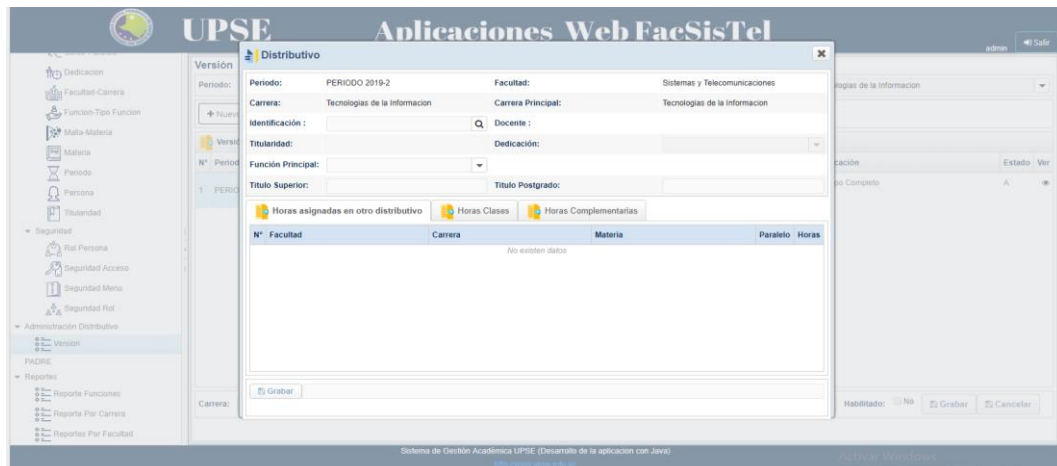 UPSE Aplicaciones Web FacSisTel
admin Salir
Dedicacion
Facultad-Carrera
Funcion-Tipo Funcion
Malla-Materia
Materia
Periodo
Persona
Titularidad
Seguridad
Rol Persona
Seguridad Acceso
Seguridad Menu
Seguridad Rol
Administración Distributivo
Version
PADRE
Reportes
Reporte Funciones
Reporte Por Carrera
Reportes Por Facultad
Versión
Periodo:
Nº Period
1 PERIO
Carrera:
Distributivo
Periodo: PERIODO 2019-2 Facultad: Sistemas y Telecomunicaciones
Carrera: Tecnologias de la Informacion Carrera Principal: Tecnologias de la Informacion
Identificación : Docente :
Titularidad: Dedicación:
Función Principal:
Titulo Superior: Titulo Postgrado:
Horas asignadas en otro distributivo Horas Clases Horas Complementarias
Nº Facultad Carrera Materia Paralelo Horas
No existen datos
Grabar
ologias de la Informacion
cación Estado Ver
po Completo A
Habilitado: No Grabar Cancelar
Sistema de Gestión Académica UPSE (Desarrollo de la aplicacion con Java)
Activar Windows